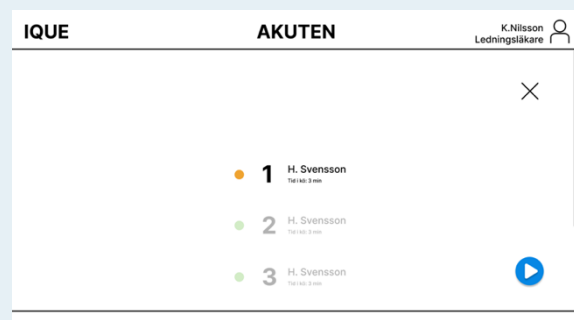 IQUE
AKUTEN
K.Nilsson
Ledningsläkare
1
H. Svensson
Tid i kö: 3 min
2
H. Svensson
Tid i kö: 3 min
3
H. Svensson
Tid i kö: 3 min